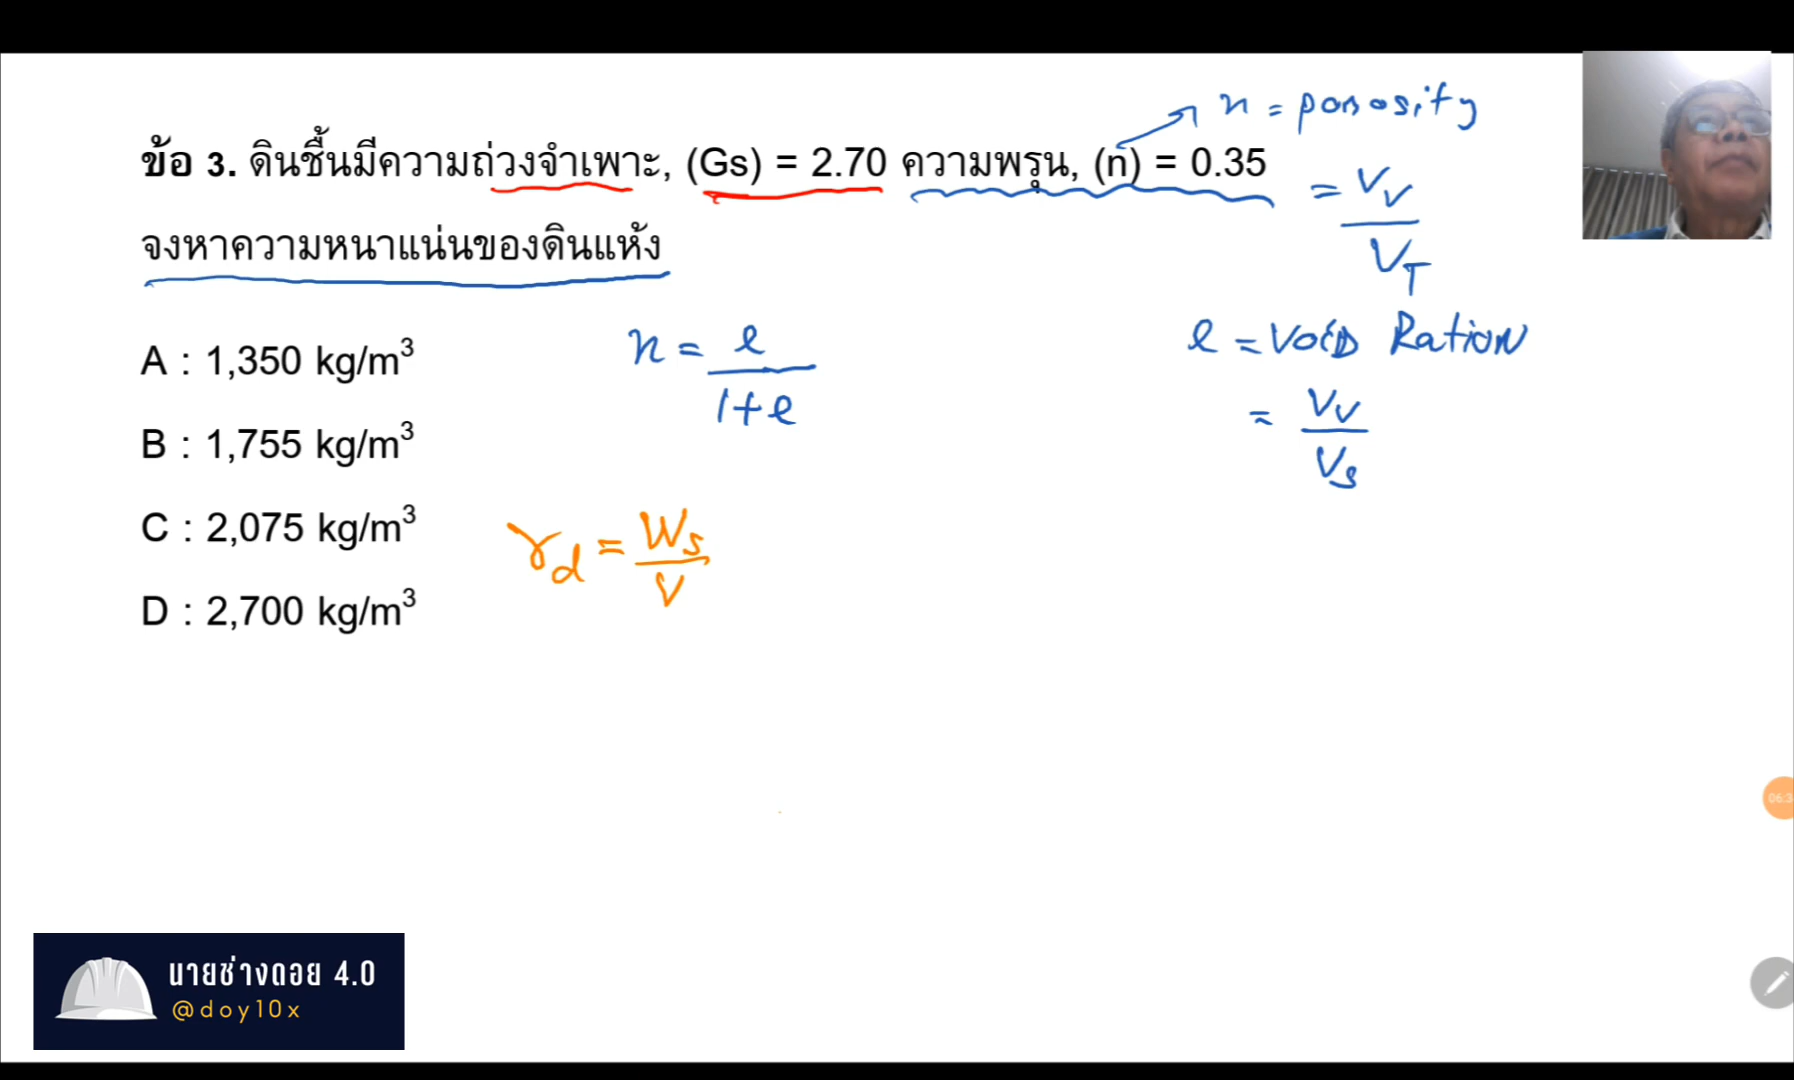 n = porosity
ข้อ 3. ดินชื้นมีความถ่วงจำเพาะ, (Gs) = 2.70 ความพรุน, (n) = 0.35
= Vv / VT
จงหาความหนาแน่นของดินแห้ง
n = e / 1+e
e = VOID Ration
= Vv / Vs
A : 1,350 kg/m³
B : 1,755 kg/m³
C : 2,075 kg/m³
γd = Ws / V
D : 2,700 kg/m³
06:3
นายช่างดอย 4.0
@doy10x